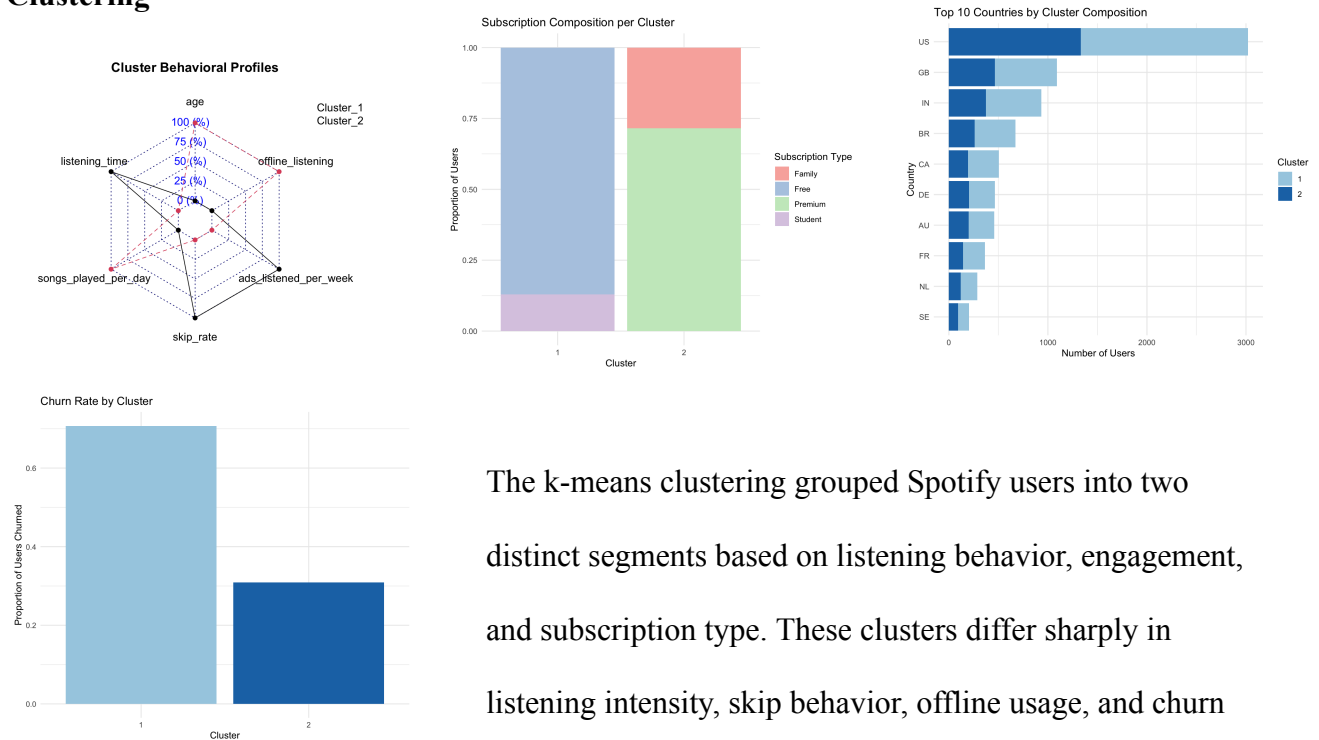 Clustering
Cluster Behavioral Profiles
age
Cluster_1
Cluster_2
100 (%)
75 (%)
50 (%)
25 (%)
0 (%)
listening_time
offline_listening
songs_played_per_day
ads_listened_per_week
skip_rate
Subscription Composition per Cluster
Proportion of Users
1.00
0.75
0.50
0.25
0.00
1
2
Cluster
Subscription Type
Family
Free
Premium
Student
Top 10 Countries by Cluster Composition
Country
US
GB
IN
BR
CA
DE
AU
FR
NL
SE
0
1000
2000
3000
Number of Users
Cluster
1
2
Churn Rate by Cluster
Proportion of Users Churned
0.6
0.4
0.2
0.0
1
2
Cluster
The k-means clustering grouped Spotify users into two
distinct segments based on listening behavior, engagement,
and subscription type. These clusters differ sharply in
listening intensity, skip behavior, offline usage, and churn